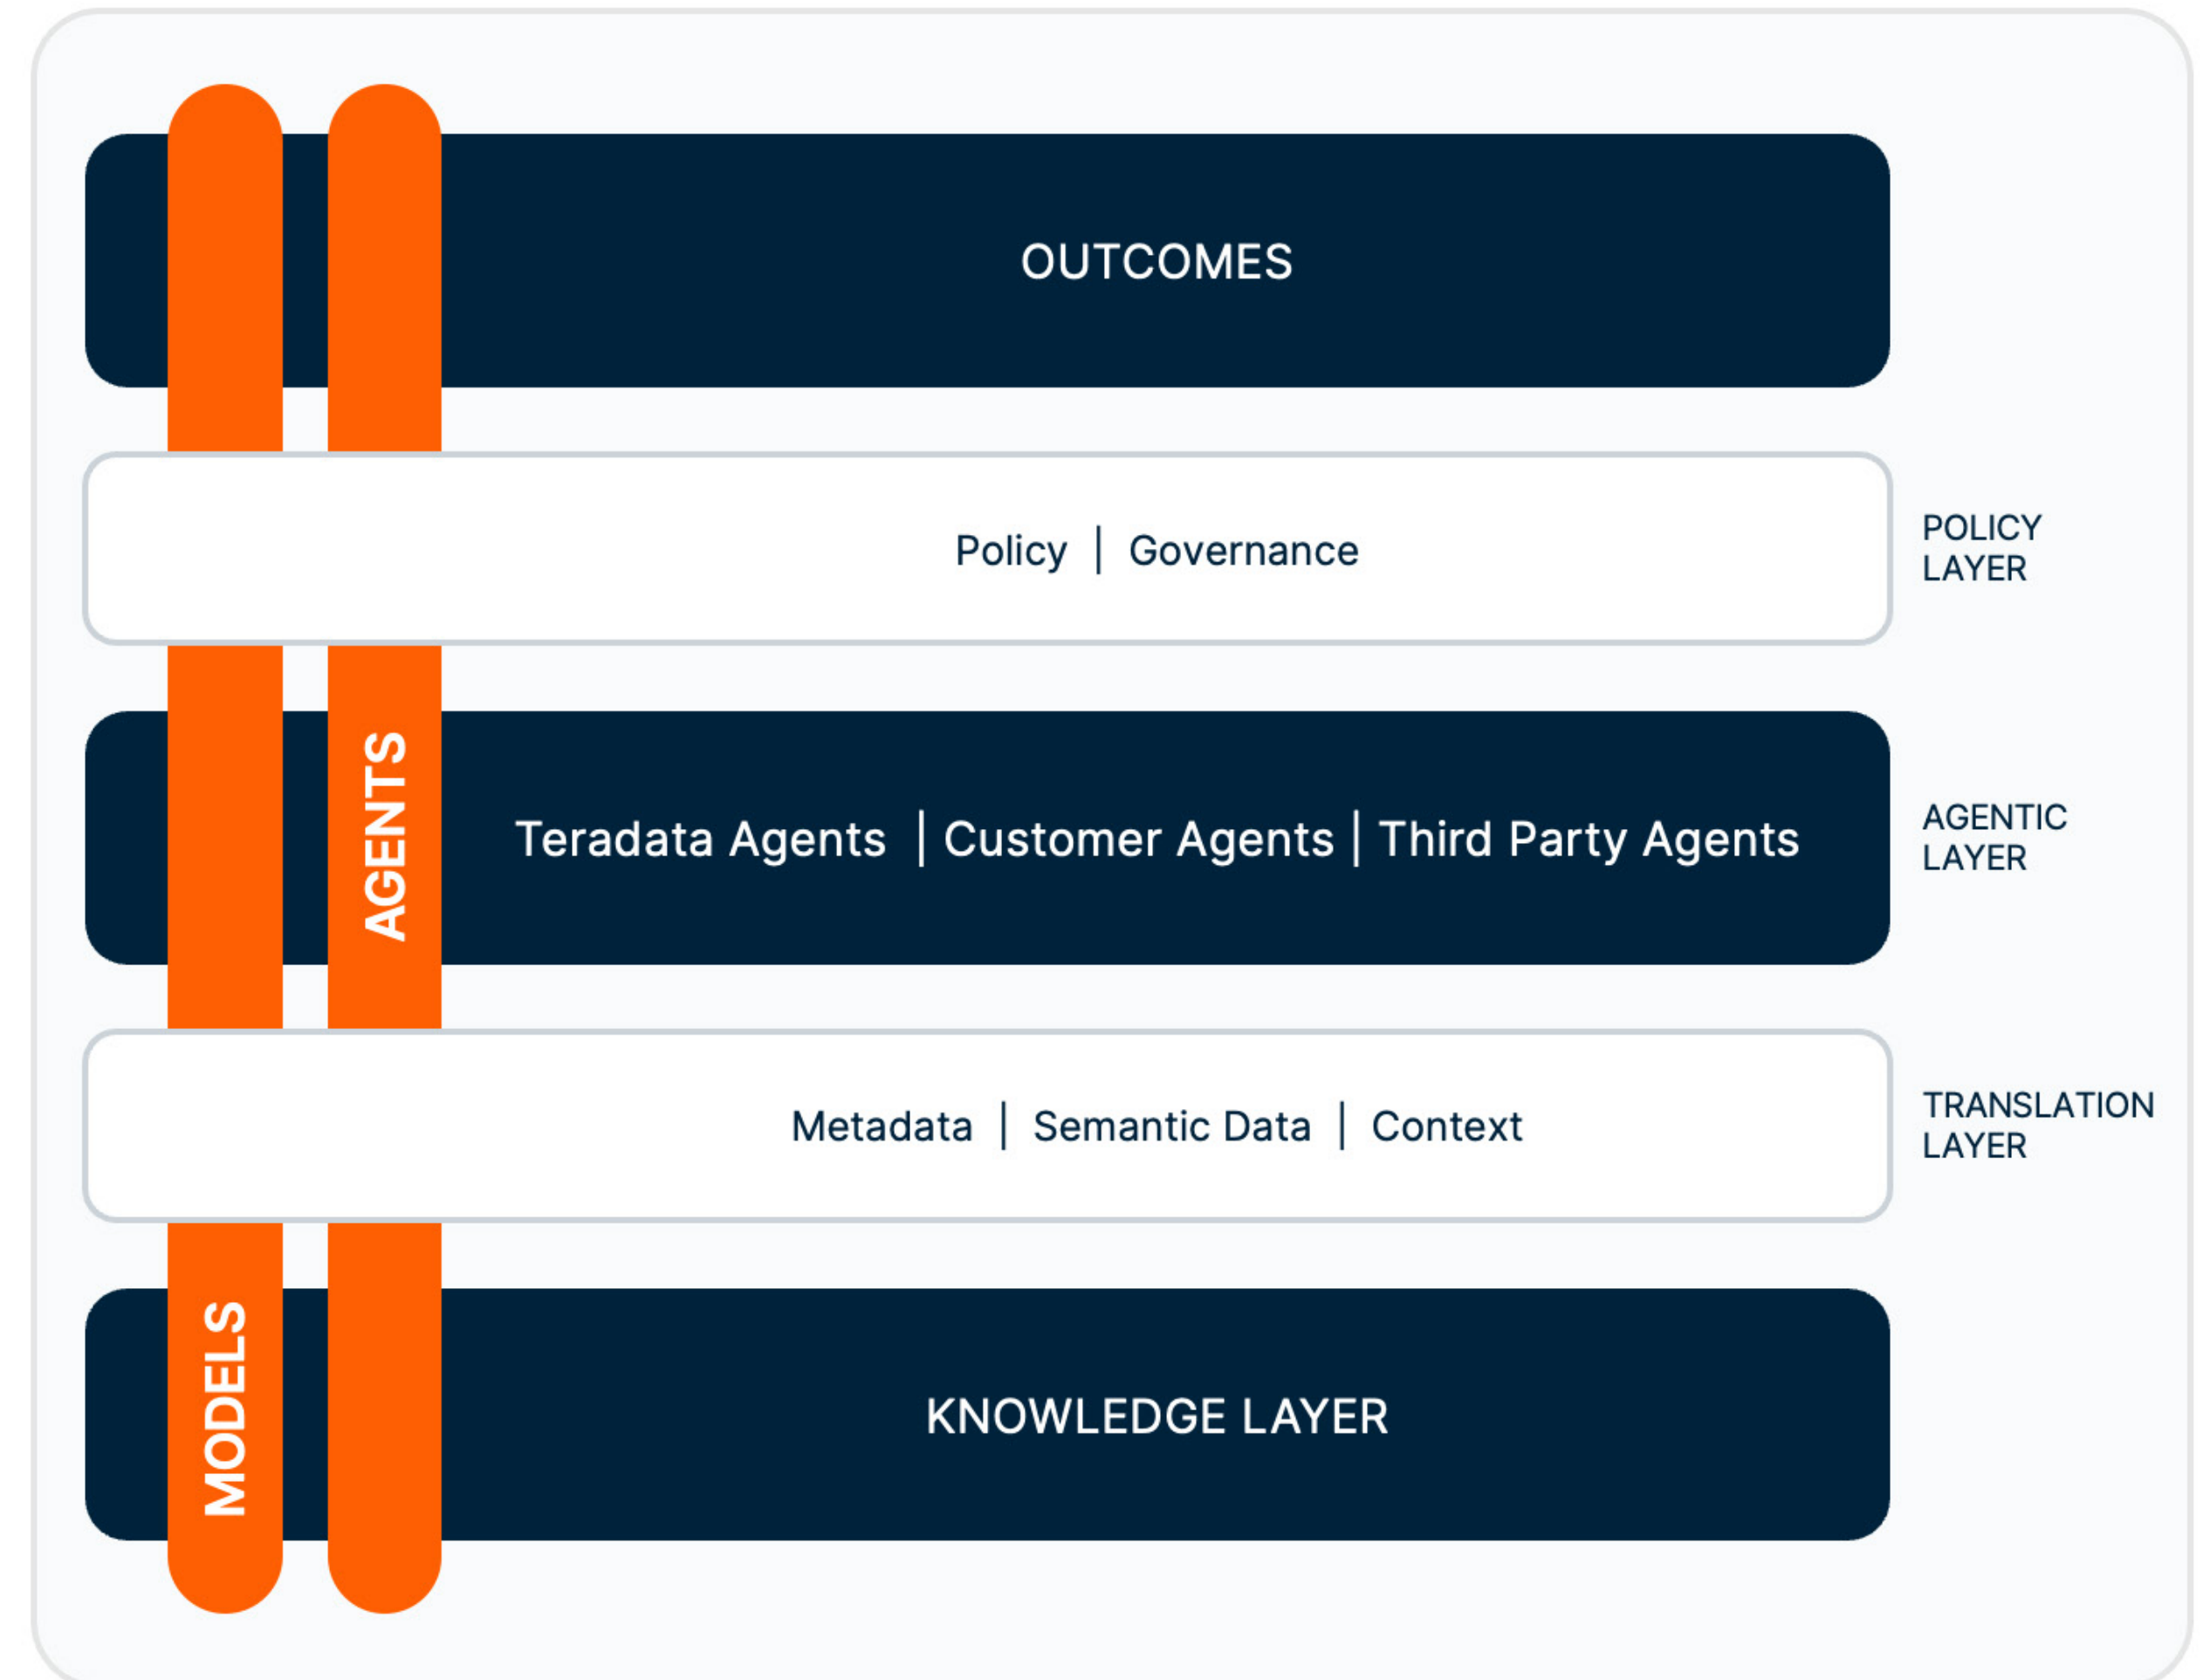 OUTCOMES
Policy | Governance
POLICY
LAYER
AGENTS
Teradata Agents | Customer Agents | Third Party Agents
AGENTIC
LAYER
Metadata | Semantic Data | Context
TRANSLATION
LAYER
MODELS
KNOWLEDGE LAYER